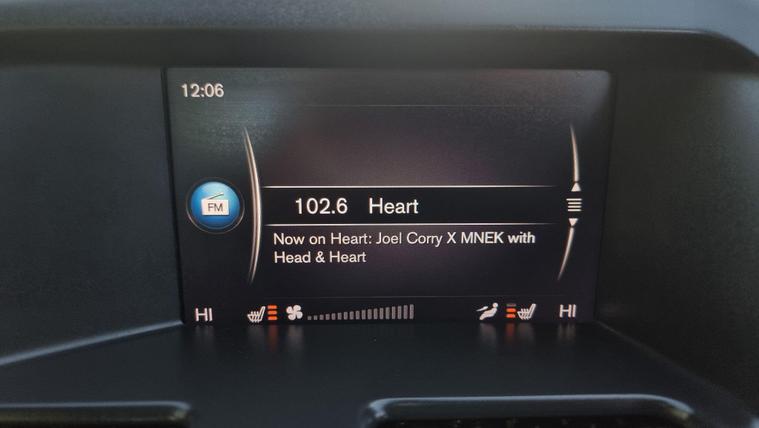 12:06
FM
102.6 Heart
Now on Heart: Joel Corry X MNEK with
Head & Heart
HI HI